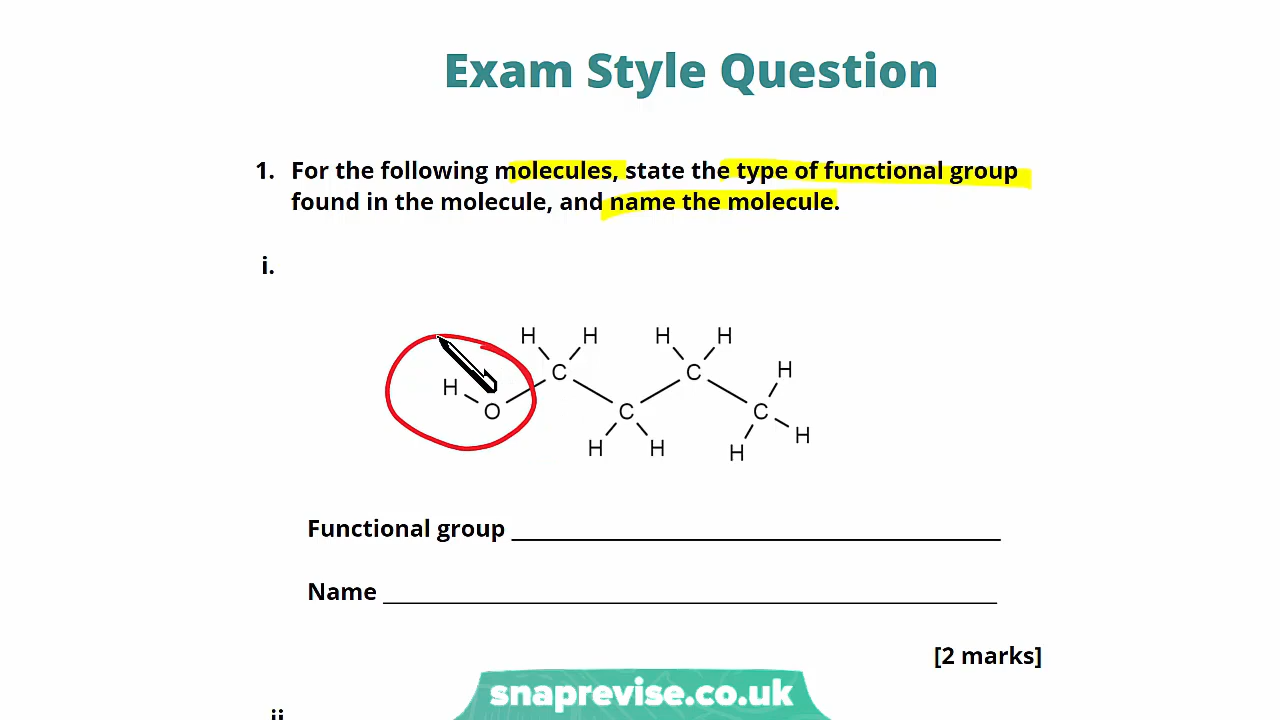 Exam Style Question
1. For the following molecules, state the type of functional group
found in the molecule, and name the molecule.
i.
H H H H
C C H
H O C C H
H H H
Functional group
Name
[2 marks]
snaprevise.co.uk
ii